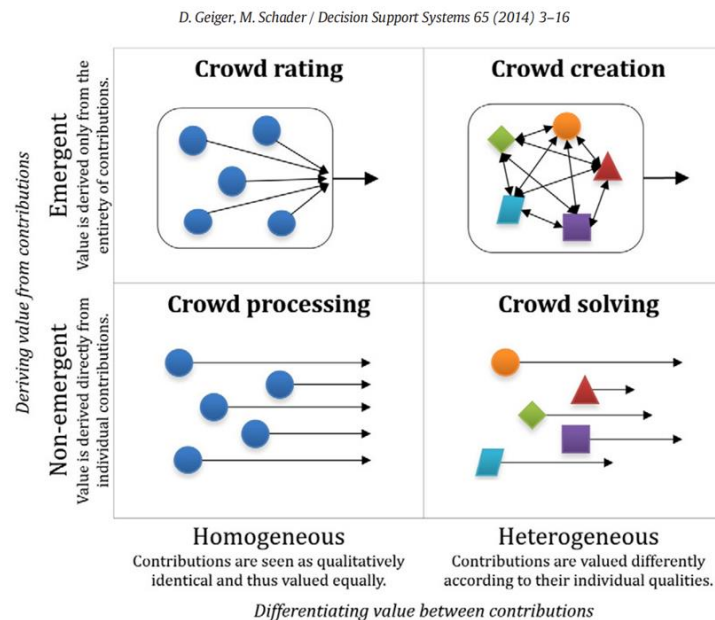 D. Geiger, M. Schader / Decision Support Systems 65 (2014) 3–16
Deriving value from contributions
Emergent
Value is derived only from the
entirety of contributions.
Crowd rating
Crowd creation
Non-emergent
Value is derived directly from
individual contributions.
Crowd processing
Crowd solving
Homogeneous
Contributions are seen as qualitatively
identical and thus valued equally.
Heterogeneous
Contributions are valued differently
according to their individual qualities.
Differentiating value between contributions